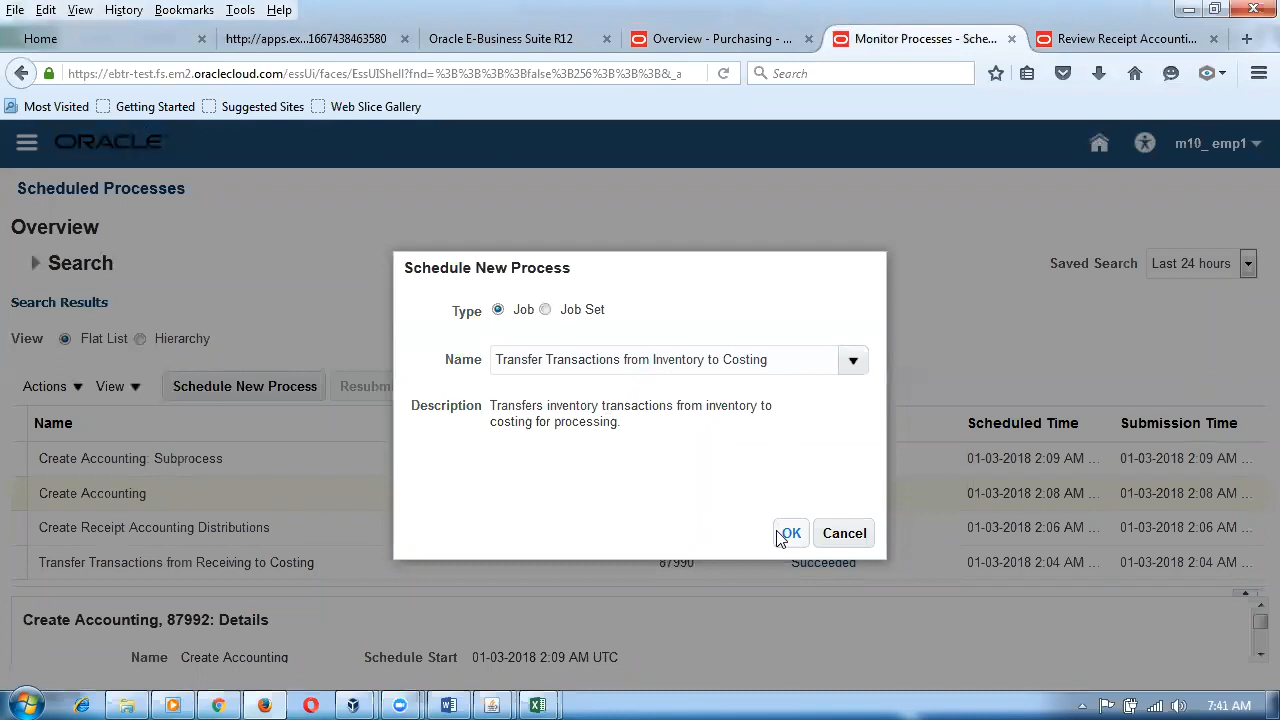 File Edit View History Bookmarks Tools Help
Home
http://apps.ex...1667438463580
Oracle E-Business Suite R12
Overview - Purchasing - ...
Monitor Processes - Sche...
Review Receipt Accounti...
https://ebtr-test.fs.em2.oraclecloud.com/essUi/faces/EssUIShell?fnd=%3B%3B%3B%3Bfalse%3B256%3B%3B%3B&_a
Search
Most Visited Getting Started Suggested Sites Web Slice Gallery
ORACLE
m10_ emp1
Scheduled Processes
Overview
Search
Saved Search Last 24 hours
Search Results
View Flat List Hierarchy
Actions View Schedule New Process Resubm
Name Scheduled Time Submission Time
Create Accounting: Subprocess 01-03-2018 2:09 AM ... 01-03-2018 2:09 AM ...
Create Accounting 01-03-2018 2:08 AM ... 01-03-2018 2:08 AM ...
Create Receipt Accounting Distributions 01-03-2018 2:06 AM ... 01-03-2018 2:06 AM ...
Transfer Transactions from Receiving to Costing 87990 Succeeded 01-03-2018 2:04 AM ... 01-03-2018 2:04 AM ...
Schedule New Process
Type Job Job Set
Name Transfer Transactions from Inventory to Costing
Description Transfers inventory transactions from inventory to
costing for processing.
OK Cancel
Create Accounting, 87992: Details
Name Create Accounting Schedule Start 01-03-2018 2:09 AM UTC
7:41 AM